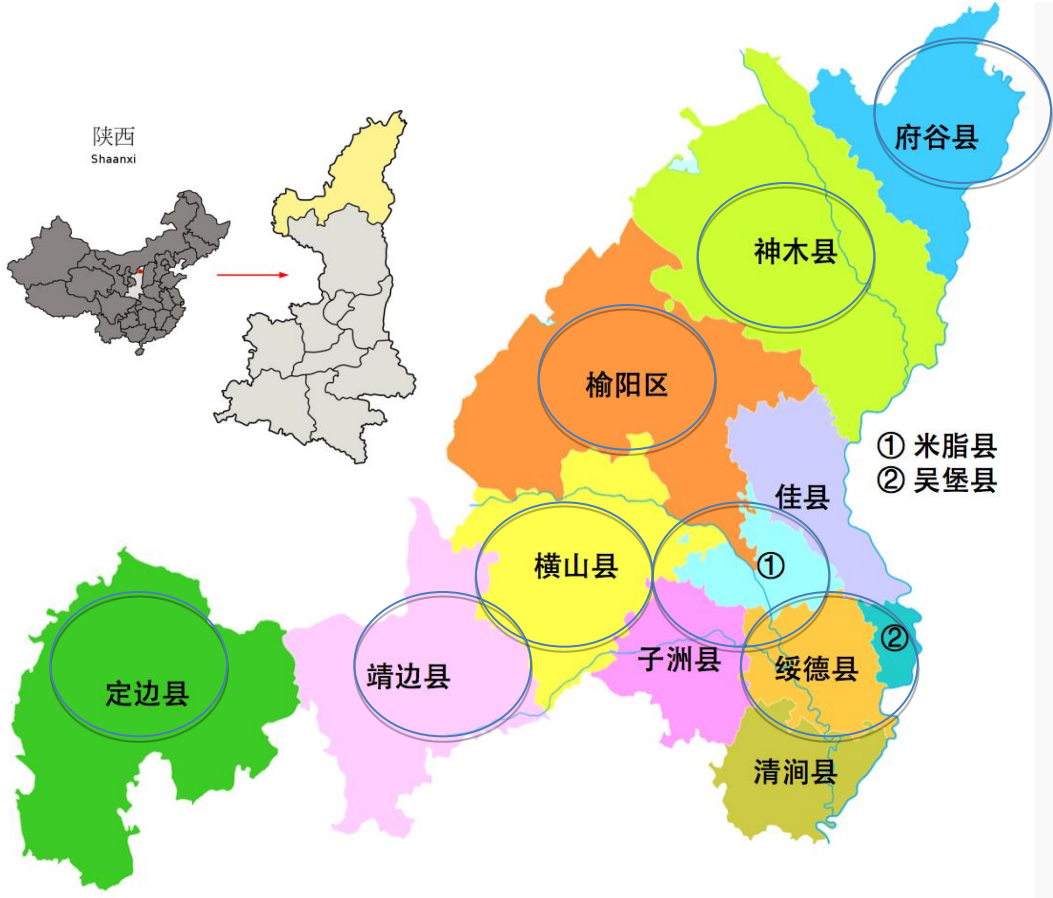 陕西
Shaanxi
府谷县
神木县
榆阳区
① 米脂县
② 吴堡县
佳县
横山县
①
②
子洲县
绥德县
靖边县
定边县
清涧县